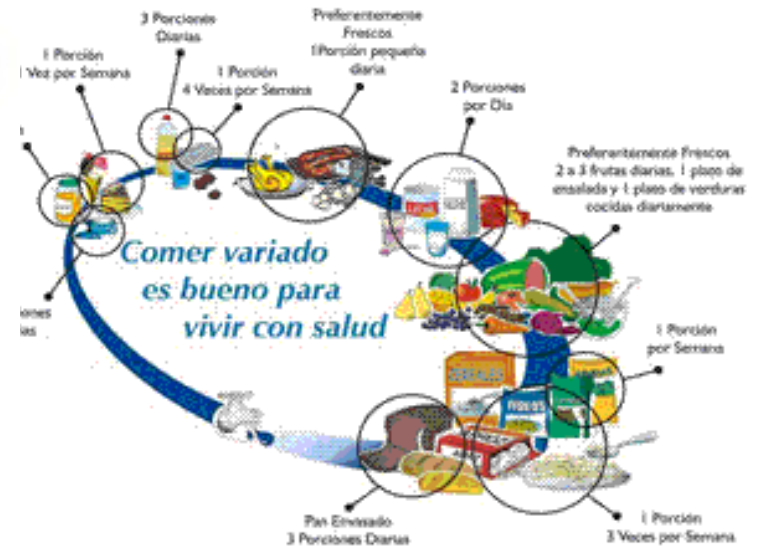 3 Porciones
Diarias
Preferentemente
Frescos
1Porción pequeña
diaria
1 Porción
Vez por Semana
1 Porción
4 Veces por Semana
2 Porciones
por Dia
Preferentemente Frescos
2 a 3 frutas diarias, 1 plato de
ensalada y 1 plato de verduras
cocidas diariamente
Comer variado
es bueno para
vivir con salud
1 Porción
por Semana
CEREALES
FIDEOS
Pan Envasado
3 Porciones Diarias
1 Porción
3 Veces por Semana